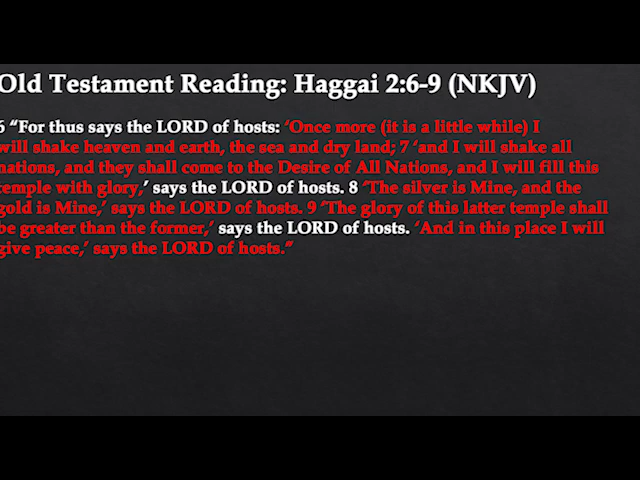 Old Testament Reading: Haggai 2:6-9 (NKJV)
6 “For thus says the LORD of hosts: ‘Once more (it is a little while) I
will shake heaven and earth, the sea and dry land; 7 ‘and I will shake all
nations, and they shall come to the Desire of All Nations, and I will fill this
temple with glory,’ says the LORD of hosts. 8 ‘The silver is Mine, and the
gold is Mine,’ says the LORD of hosts. 9 ‘The glory of this latter temple shall
be greater than the former,’ says the LORD of hosts. ‘And in this place I will
give peace,’ says the LORD of hosts.”